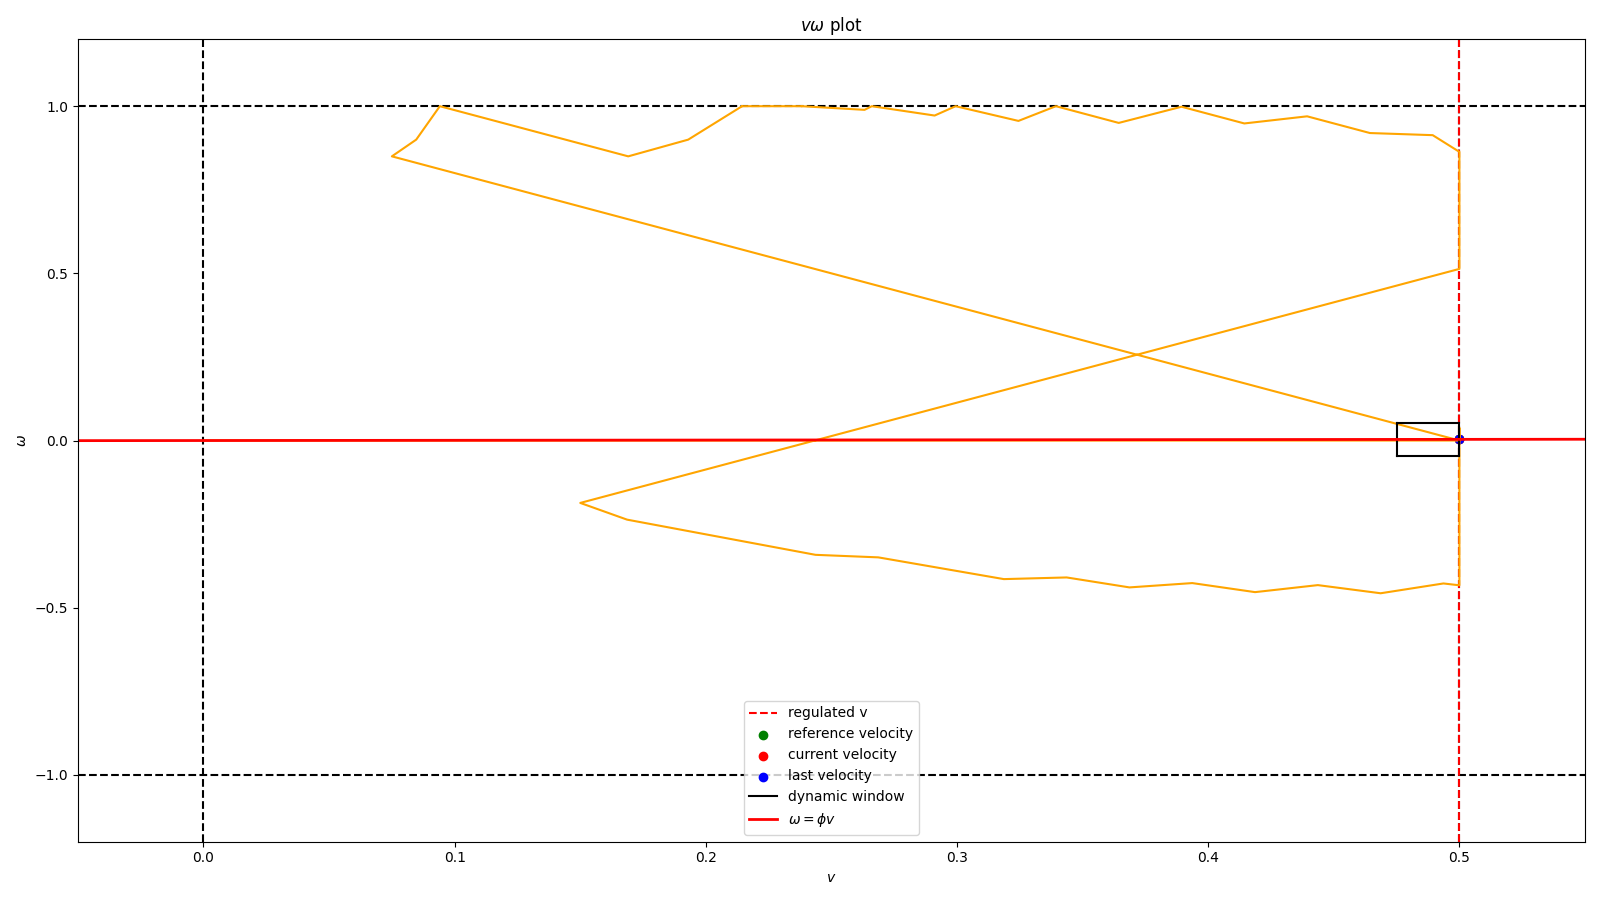 vω plot
1.0
0.5
0.0
−0.5
−1.0
ω
regulated v
reference velocity
current velocity
last velocity
dynamic window
ω = ϕv
0.0 0.1 0.2 0.3 0.4 0.5
v